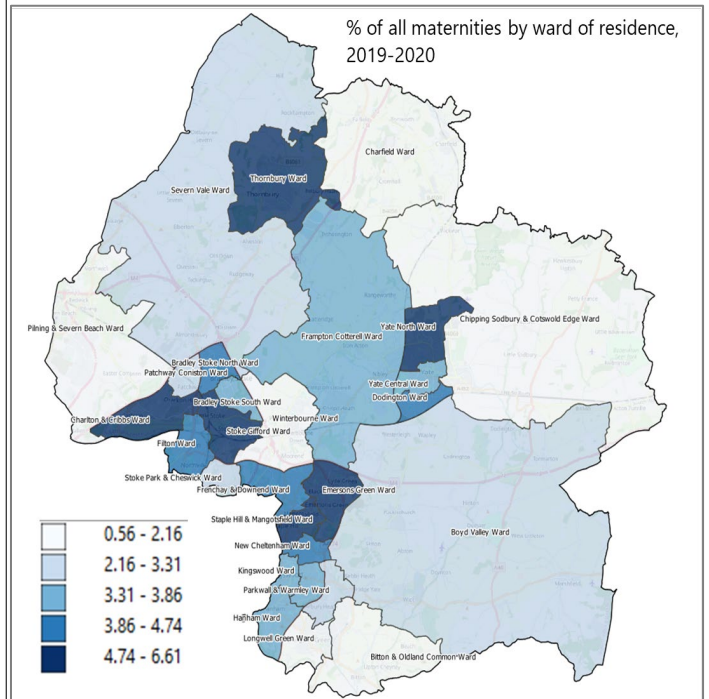 % of all maternities by ward of residence,
2019-2020
Charfield Ward
Thornbury Ward
Severn Vale Ward
Chipping Sodbury & Cotswold Edge Ward
Pilning & Severn Beach Ward
Yate North Ward
Frampton Cotterell Ward
Bradley Stoke North Ward
Patchway Coniston Ward
Yate Central Ward
Dodington Ward
Bradley Stoke South Ward
Charlton & Cribbs Ward
Winterbourne Ward
Stoke Gifford Ward
Filton Ward
Stoke Park & Cheswick Ward
Frenchay & Downend Ward
Emersons Green Ward
Staple Hill & Mangotsfield Ward
Boyd Valley Ward
New Cheltenham Ward
Kingswood Ward
Parkwall & Warmley Ward
Hanham Ward
Longwell Green Ward
Bitton & Oldland Common Ward
0.56 - 2.16
2.16 - 3.31
3.31 - 3.86
3.86 - 4.74
4.74 - 6.61